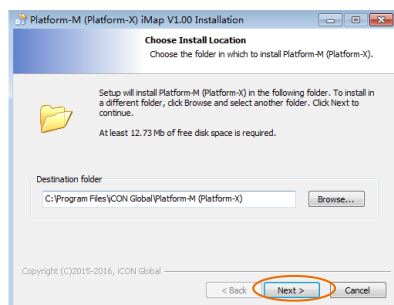 Platform-M (Platform-X) iMap V1.00 Installation
Choose Install Location
Choose the folder in which to install Platform-M (Platform-X).
Setup will install Platform-M (Platform-X) in the following folder. To install in
a different folder, click Browse and select another folder. Click Next to
continue.
At least 12.73 Mb of free disk space is required.
Destination folder
C:\Program Files\iCON Global\Platform-M (Platform-X)
Browse...
Copyright (C)2015-2016, iCON Global
< Back
Next >
Cancel